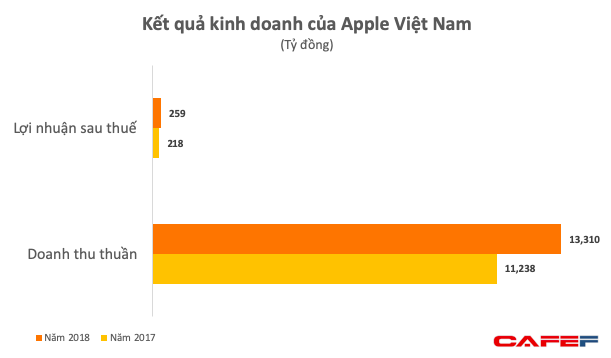 Kết quả kinh doanh của Apple Việt Nam
(Tỷ đồng)
Lợi nhuận sau thuế
259
218
Doanh thu thuần
13,310
11,238
Năm 2018 Năm 2017
CAFEF